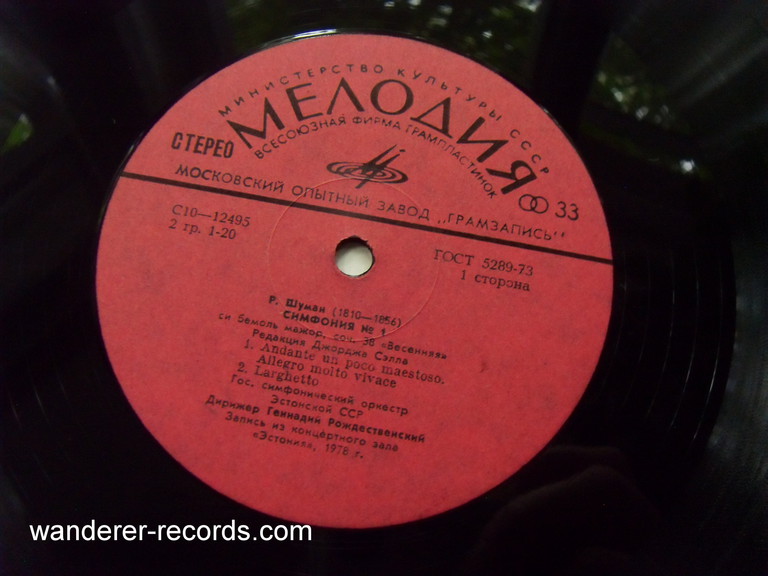 МИНИСТЕРСТВО КУЛЬТУРЫ СССР
МЕЛОДИЯ
ВСЕСОЮЗНАЯ ФИРМА ГРАМПЛАСТИНОК
СТЕРЕО
33
МОСКОВСКИЙ ОПЫТНЫЙ ЗАВОД „ГРАМЗАПИСЬ"
С10—12495
2 гр. 1-20
ГОСТ 5289-73
1 сторона
Р. Шуман (1810—1856)
СИМФОНИЯ № 1
си бемоль мажор, соч. 38 «Весенняя»
Редакция Джорджа Сэлла
1. Andante un poco maestoso.
Allegro molto vivace
2. Larghetto
Гос. симфонический оркестр
Эстонской ССР
Дирижер Геннадий Рождественский
Запись из концертного зала
«Эстония», 1978 г.
wanderer-records.com